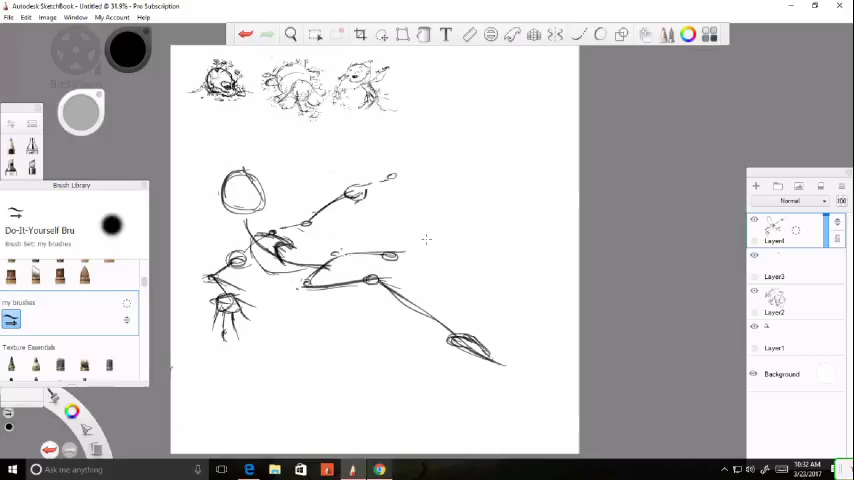 Autodesk SketchBook - Untitled @ 31.9% - Pre Subscription
File Edit Image Window My Account Help
Brush Library
Do-It-Yourself Bru
Brush Set: my brushes
my brushes
Texture Essentials
Normal 100
Layer4
Layer3
Layer2
Layer1
Background
Ask me anything
10:32 AM
3/23/2017